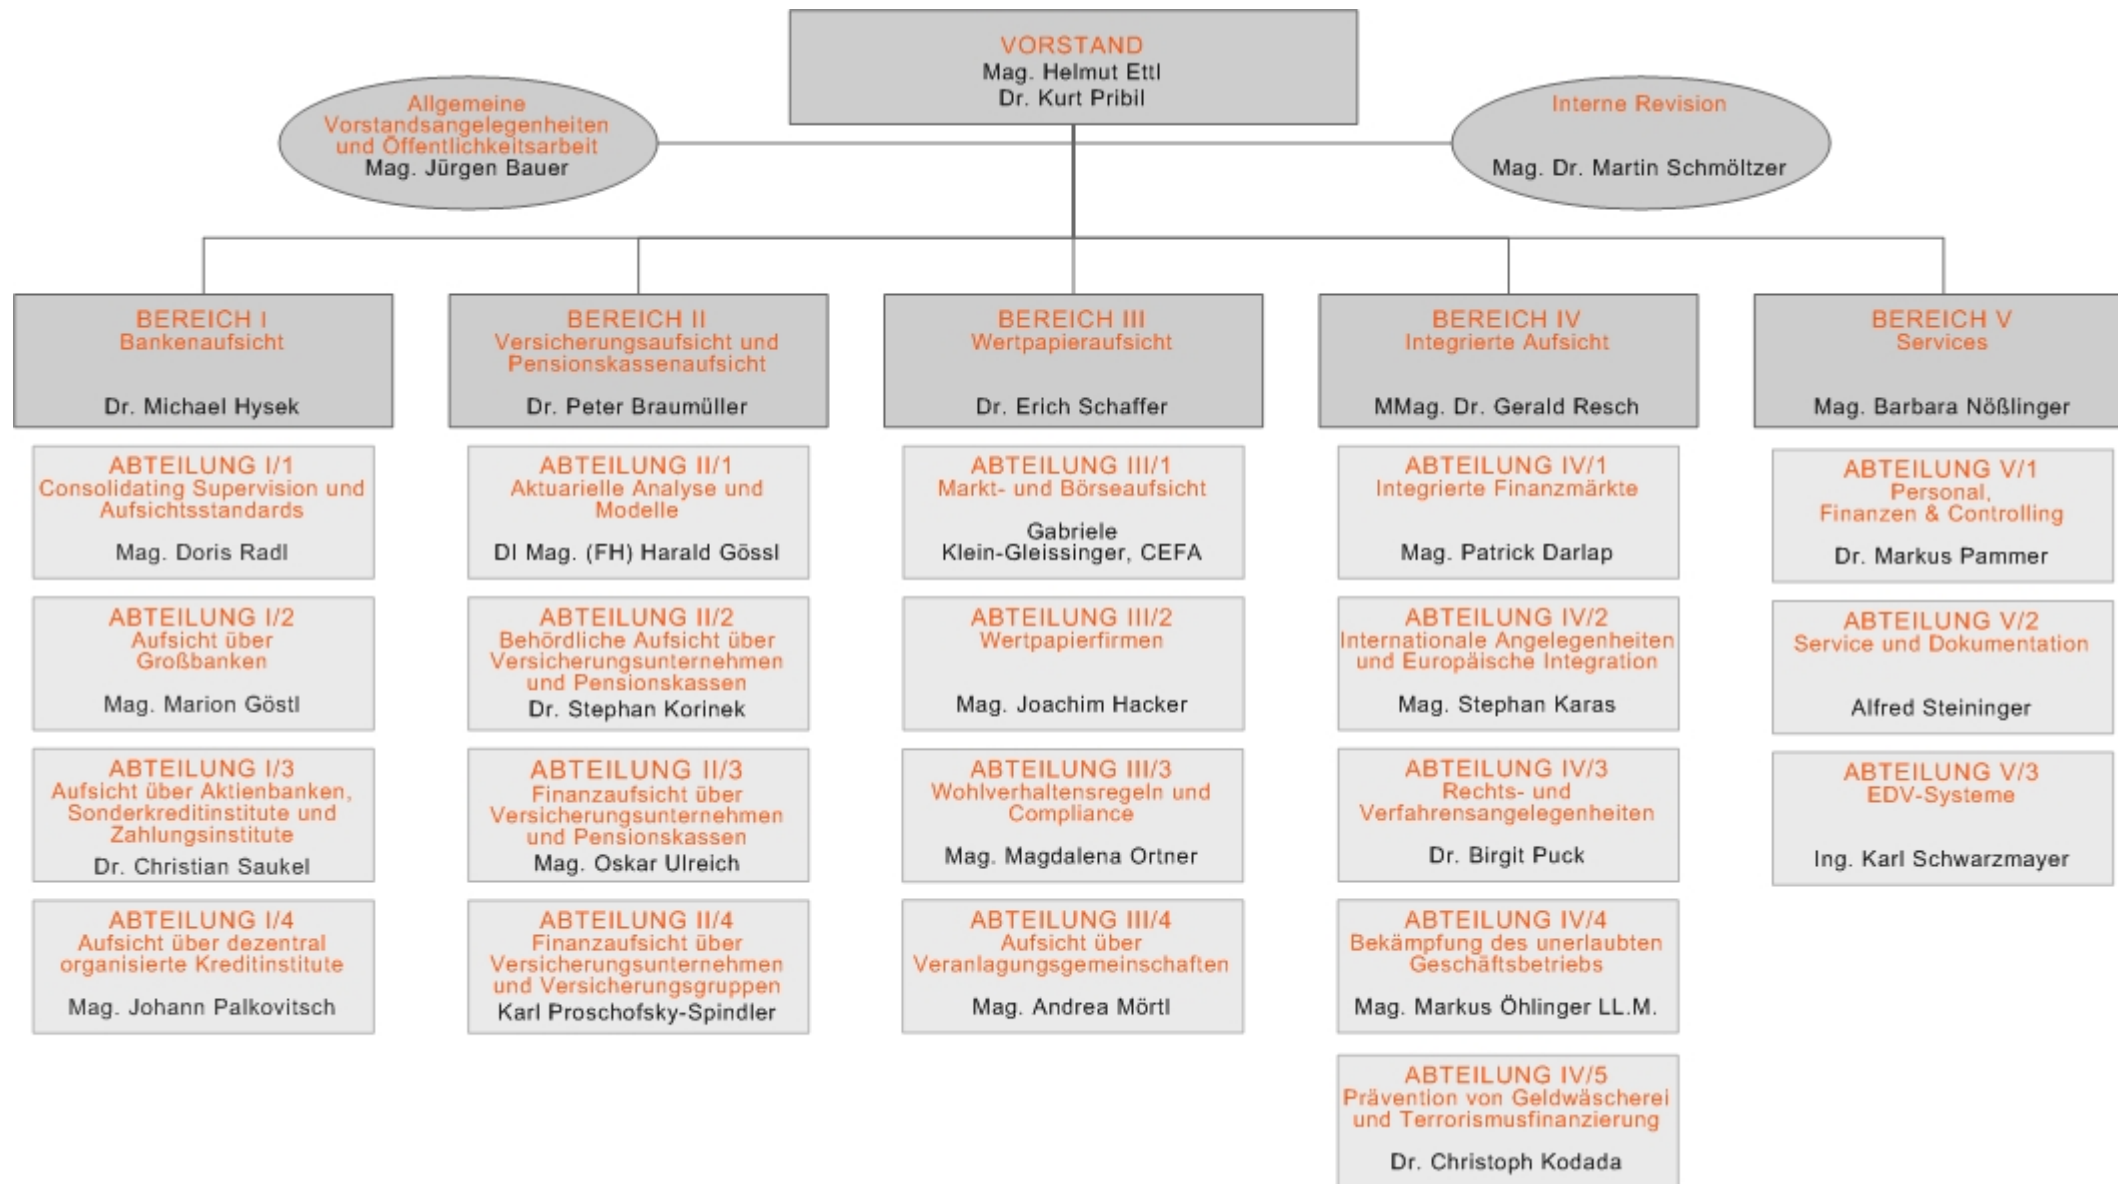 VORSTAND
Mag. Helmut Ettl
Dr. Kurt Pribil
Allgemeine
Vorstandsangelegenheiten
und Öffentlichkeitsarbeit
Mag. Jürgen Bauer
Interne Revision
Mag. Dr. Martin Schmöltzer
BEREICH I
Bankenaufsicht
Dr. Michael Hysek
ABTEILUNG I/1
Consolidating Supervision und
Aufsichtsstandards
Mag. Doris Radl
ABTEILUNG I/2
Aufsicht über
Großbanken
Mag. Marion Göstl
ABTEILUNG I/3
Aufsicht über Aktienbanken,
Sonderkreditinstitute und
Zahlungsinstitute
Dr. Christian Saukel
ABTEILUNG I/4
Aufsicht über dezentral
organisierte Kreditinstitute
Mag. Johann Palkovitsch
BEREICH II
Versicherungsaufsicht und
Pensionskassenaufsicht
Dr. Peter Braumüller
ABTEILUNG II/1
Aktuarielle Analyse und
Modelle
DI Mag. (FH) Harald Gössl
ABTEILUNG II/2
Behördliche Aufsicht über
Versicherungsunternehmen
und Pensionskassen
Dr. Stephan Korinek
ABTEILUNG II/3
Finanzaufsicht über
Versicherungsunternehmen
und Pensionskassen
Mag. Oskar Ulreich
ABTEILUNG II/4
Finanzaufsicht über
Versicherungsunternehmen
und Versicherungsgruppen
Karl Proschofsky-Spindler
BEREICH III
Wertpapieraufsicht
Dr. Erich Schaffer
ABTEILUNG III/1
Markt- und Börseaufsicht
Gabriele
Klein-Gleissinger, CEFA
ABTEILUNG III/2
Wertpapierfirmen
Mag. Joachim Hacker
ABTEILUNG III/3
Wohlverhaltensregeln und
Compliance
Mag. Magdalena Ortner
ABTEILUNG III/4
Aufsicht über
Veranlagungsgemeinschaften
Mag. Andrea Mörtl
BEREICH IV
Integrierte Aufsicht
MMag. Dr. Gerald Resch
ABTEILUNG IV/1
Integrierte Finanzmärkte
Mag. Patrick Darlap
ABTEILUNG IV/2
Internationale Angelegenheiten
und Europäische Integration
Mag. Stephan Karas
ABTEILUNG IV/3
Rechts- und
Verfahrensangelegenheiten
Dr. Birgit Puck
ABTEILUNG IV/4
Bekämpfung des unerlaubten
Geschäftsbetriebs
Mag. Markus Öhlinger LL.M.
ABTEILUNG IV/5
Prävention von Geldwäscherei
und Terrorismusfinanzierung
Dr. Christoph Kodada
BEREICH V
Services
Mag. Barbara Nößlinger
ABTEILUNG V/1
Personal,
Finanzen & Controlling
Dr. Markus Pammer
ABTEILUNG V/2
Service und Dokumentation
Alfred Steininger
ABTEILUNG V/3
EDV-Systeme
Ing. Karl Schwarzmayer